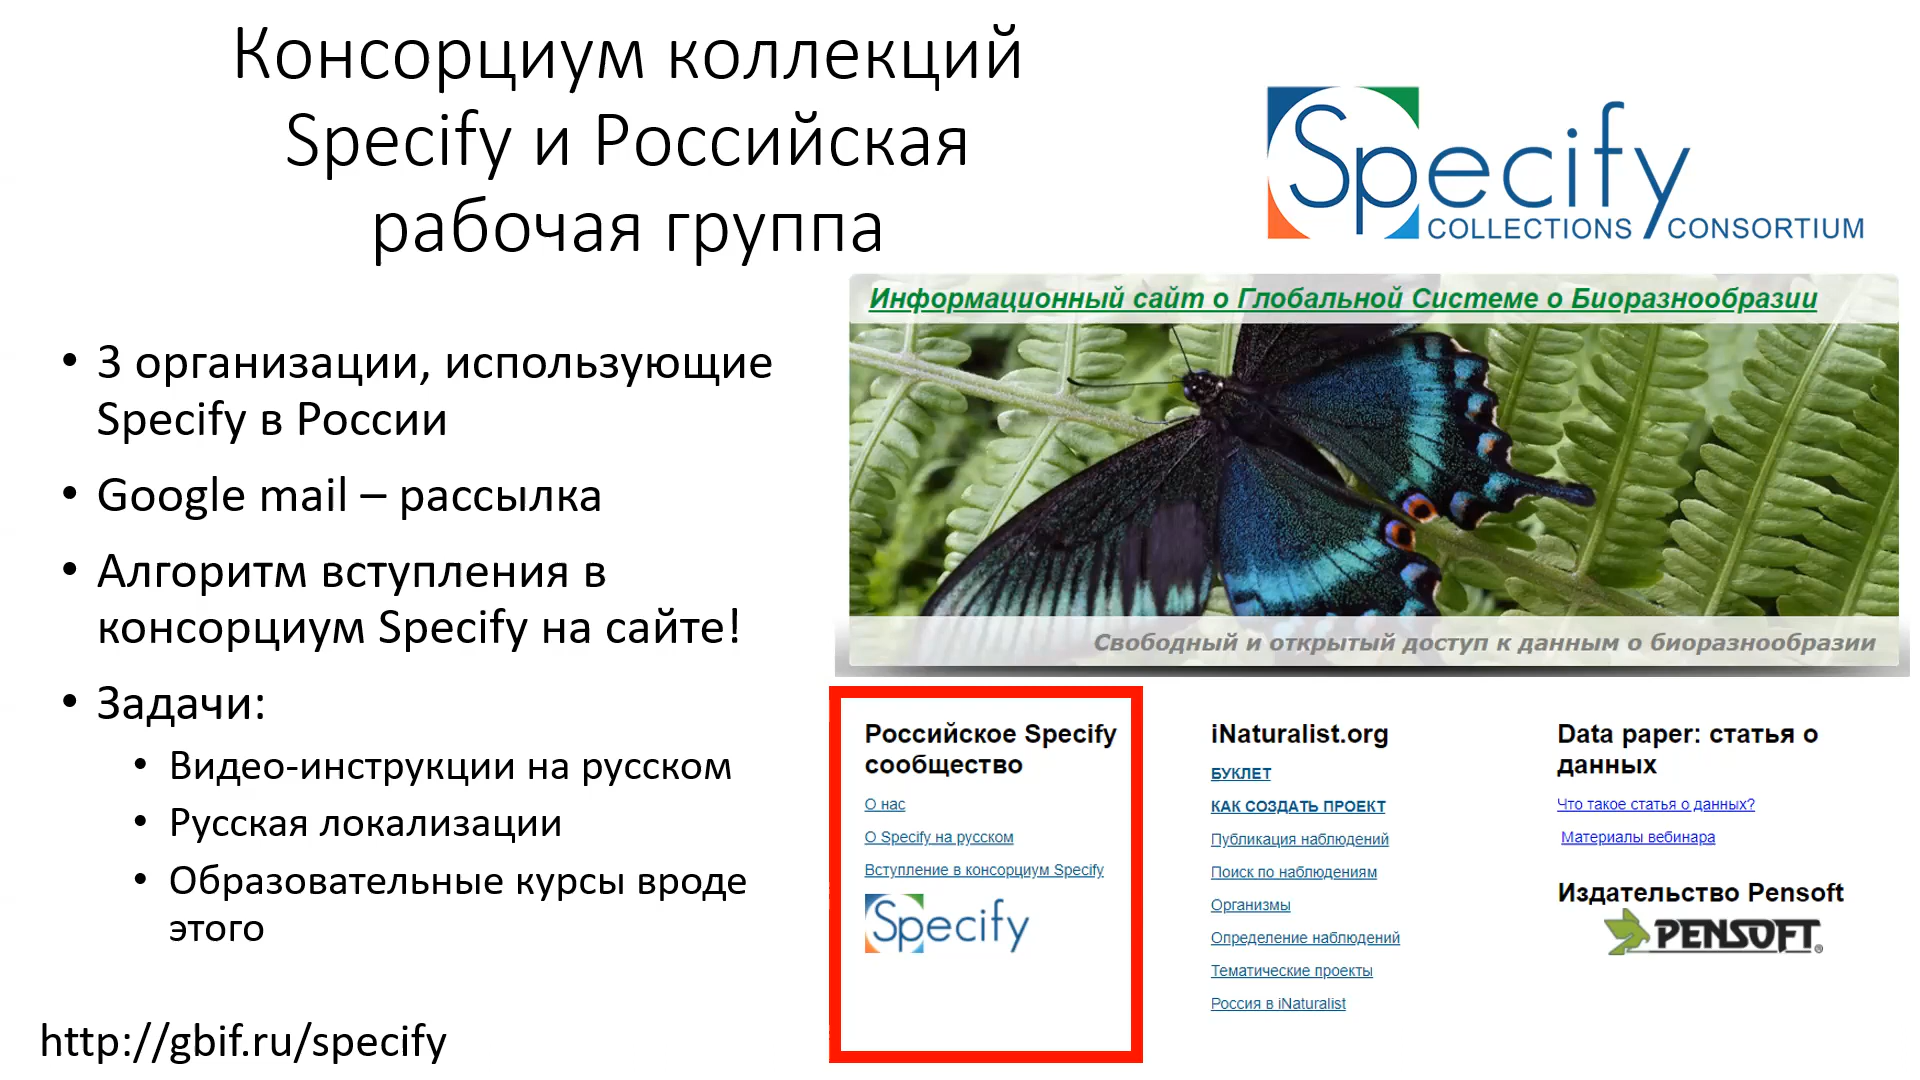 Консорциум коллекций
Specify и Российская
рабочая группа
Specify
COLLECTIONS CONSORTIUM
• 3 организации, использующие
Specify в России
• Google mail – рассылка
• Алгоритм вступления в
консорциум Specify на сайте!
• Задачи:
• Видео-инструкции на русском
• Русская локализации
• Образовательные курсы вроде
этого
http://gbif.ru/specify
Информационный сайт о Глобальной Системе о Биоразнообразии
Свободный и открытый доступ к данным о биоразнообразии
Российское Specify
сообщество
О нас
О Specify на русском
Вступление в консорциум Specify
Specify
iNaturalist.org
БУКЛЕТ
КАК СОЗДАТЬ ПРОЕКТ
Публикация наблюдений
Поиск по наблюдениям
Организмы
Определение наблюдений
Тематические проекты
Россия в iNaturalist
Data paper: статья о
данных
Что такое статья о данных?
Материалы вебинара
Издательство Pensoft
PENSOFT®